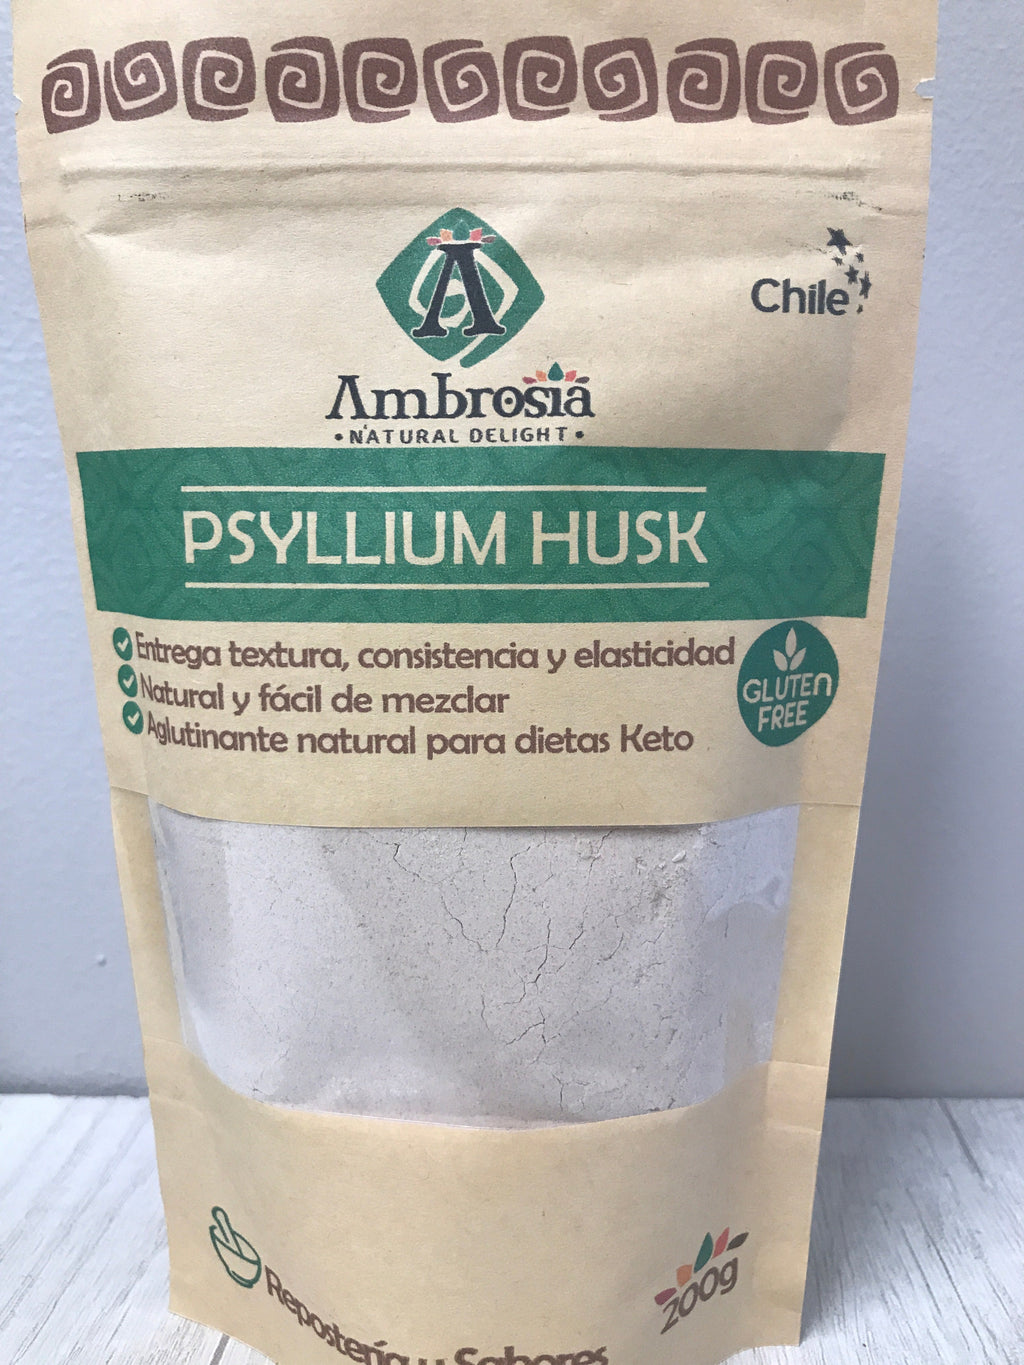 Chile
Ambrosia
• NATURAL DELIGHT •
PSYLLIUM HUSK
Entrega textura, consistencia y elasticidad
Natural y fácil de mezclar
Aglutinante natural para dietas Keto
GLUTEN
FREE
200g
Repostería y Sabores